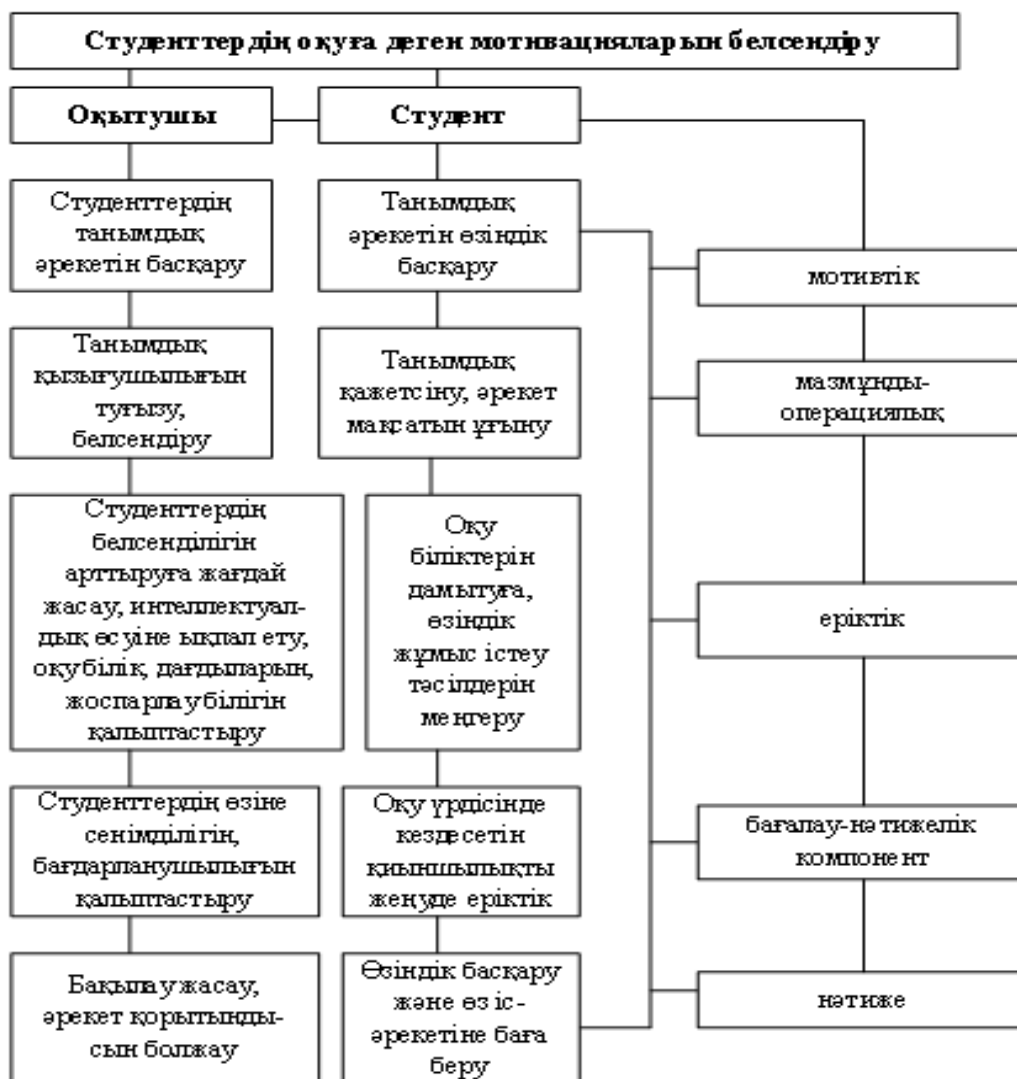 Студенттердің оқуға деген мотивацияларын белсендіру
Оқытушы
Студент
Студенттердің
танымдық
әрекетін басқару
Танымдық
әрекетін өзіндік
басқару
мотивтік
Танымдық
қызығушылығын
туғызу,
белсендіру
Танымдық
қажетсіну, әрекет
мақсатын ұғыну
мазмұнды-
операциялық
Студенттердің
белсенділігін
арттыруға жағдай
жасау, интеллектуал-
дық өсуіне ықпал ету,
оқу білік, дағдыларын,
жоспарлау білігін
қалыптастыру
Оқу
біліктерін
дамытуға,
өзіндік
жұмыс істеу
тәсілдерін
меңгеру
еріктік
Студенттердің өзіне
сенімділігін,
бағдарланушылығын
қалыптастыру
Оқу үрдісінде
кездесетін
қиыншылықты
жеңуде еріктік
бағалау-нәтижелік
компонент
Бақылау жасау,
әрекет қорытынды-
сын болжау
Өзіндік басқару
және өз іс-
әрекетіне баға
беру
нәтиже